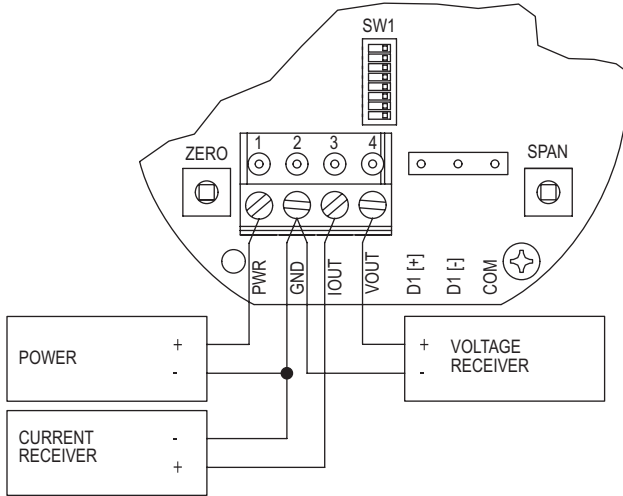 SW1
1 2 3 4
ZERO
SPAN
PWR
GND
IOUT
VOUT
D1 [+]
D1 [-]
COM
POWER
+
-
CURRENT
RECEIVER
-
+
+
-
VOLTAGE
RECEIVER